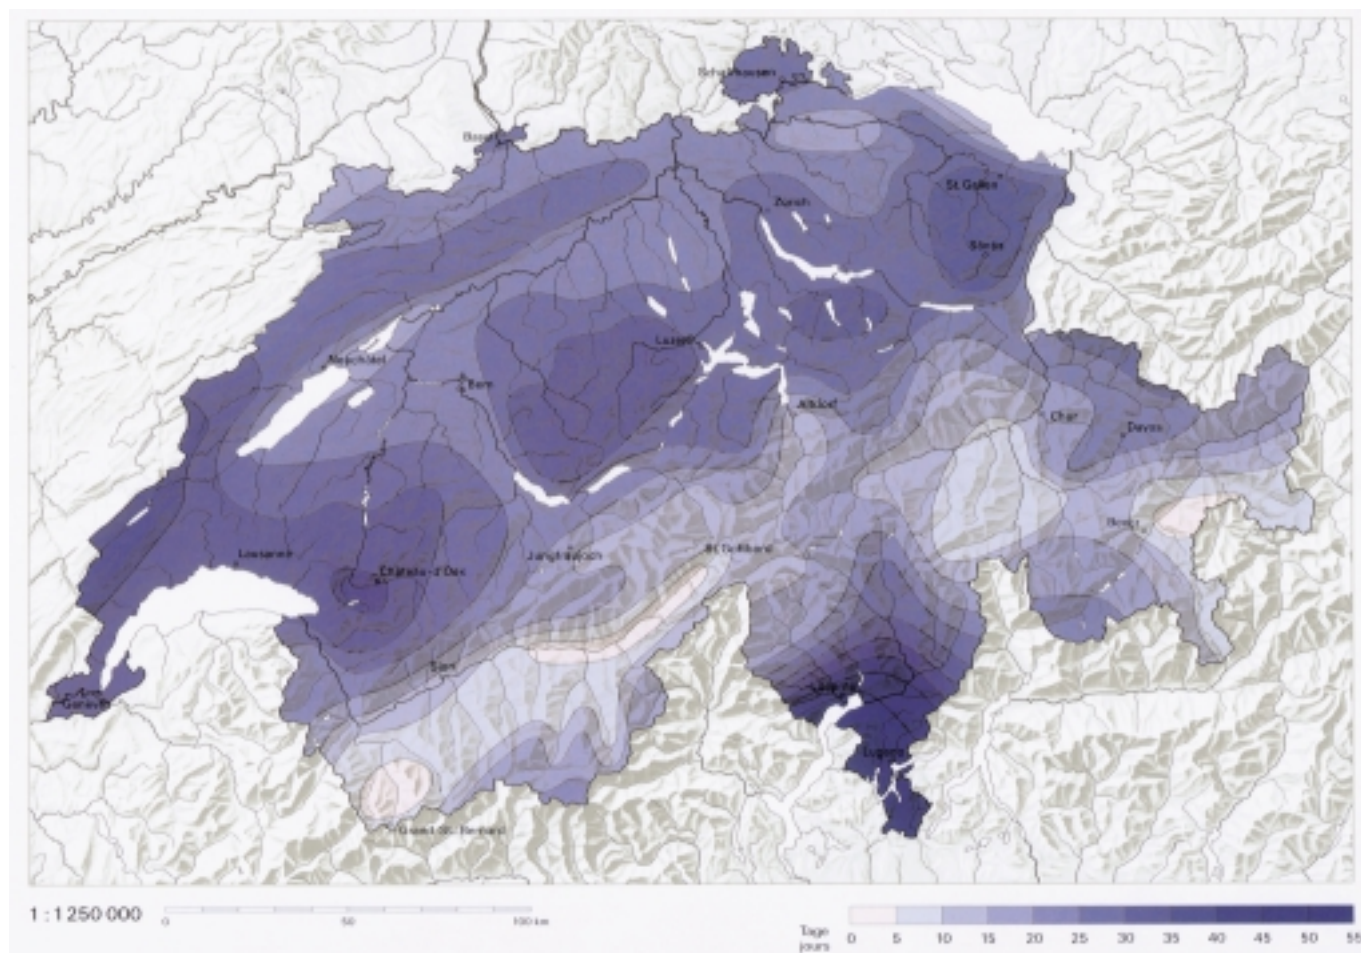 Schaffhausen
Basel
St. Gallen
Zürich
Säntis
Luzern
Neuchâtel
Bern
Altdorf
Chur
Davos
Lausanne
Château-d'Oex
Jungfraujoch
St. Gotthard
Sion
Genève
Lugano
Grand-St. Bernard
1 : 1 250 000
0 50 100 km
Tage
jours
0 5 10 15 20 25 30 35 40 45 50 55